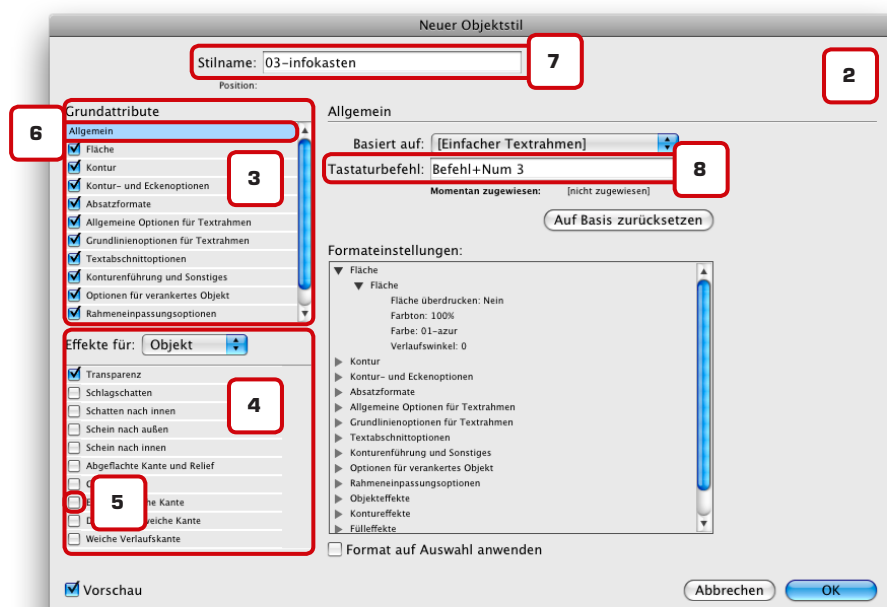 Neuer Objektstil
7
Stilname: 03-infokasten
2
Position:
Grundattribute
6
Allgemein
Fläche
Kontur
3
Kontur- und Eckenoptionen
Absatzformate
Allgemeine Optionen für Textrahmen
Grundlinienoptionen für Textrahmen
Textabschnittoptionen
Konturenführung und Sonstiges
Optionen für verankertes Objekt
Rahmeneinpassungsoptionen
Effekte für: Objekt
Transparenz
Schlagschatten
4
Schatten nach innen
Schein nach außen
Schein nach innen
Abgeflachte Kante und Relief
5
Kante
weiche Kante
Weiche Verlaufskante
Vorschau
Allgemein
Basiert auf: [Einfacher Textrahmen]
Tastaturbefehl: Befehl+Num 3
8
Momentan zugewiesen: [nicht zugewiesen]
Auf Basis zurücksetzen
Formateinstellungen:
Fläche
Fläche
Fläche überdrucken: Nein
Farbton: 100%
Farbe: 01-azur
Verlaufswinkel: 0
Kontur
Kontur- und Eckenoptionen
Absatzformate
Allgemeine Optionen für Textrahmen
Grundlinienoptionen für Textrahmen
Textabschnittoptionen
Konturenführung und Sonstiges
Optionen für verankertes Objekt
Rahmeneinpassungsoptionen
Objekteffekte
Kontureffekte
Fülleffekte
Format auf Auswahl anwenden
Abbrechen
OK